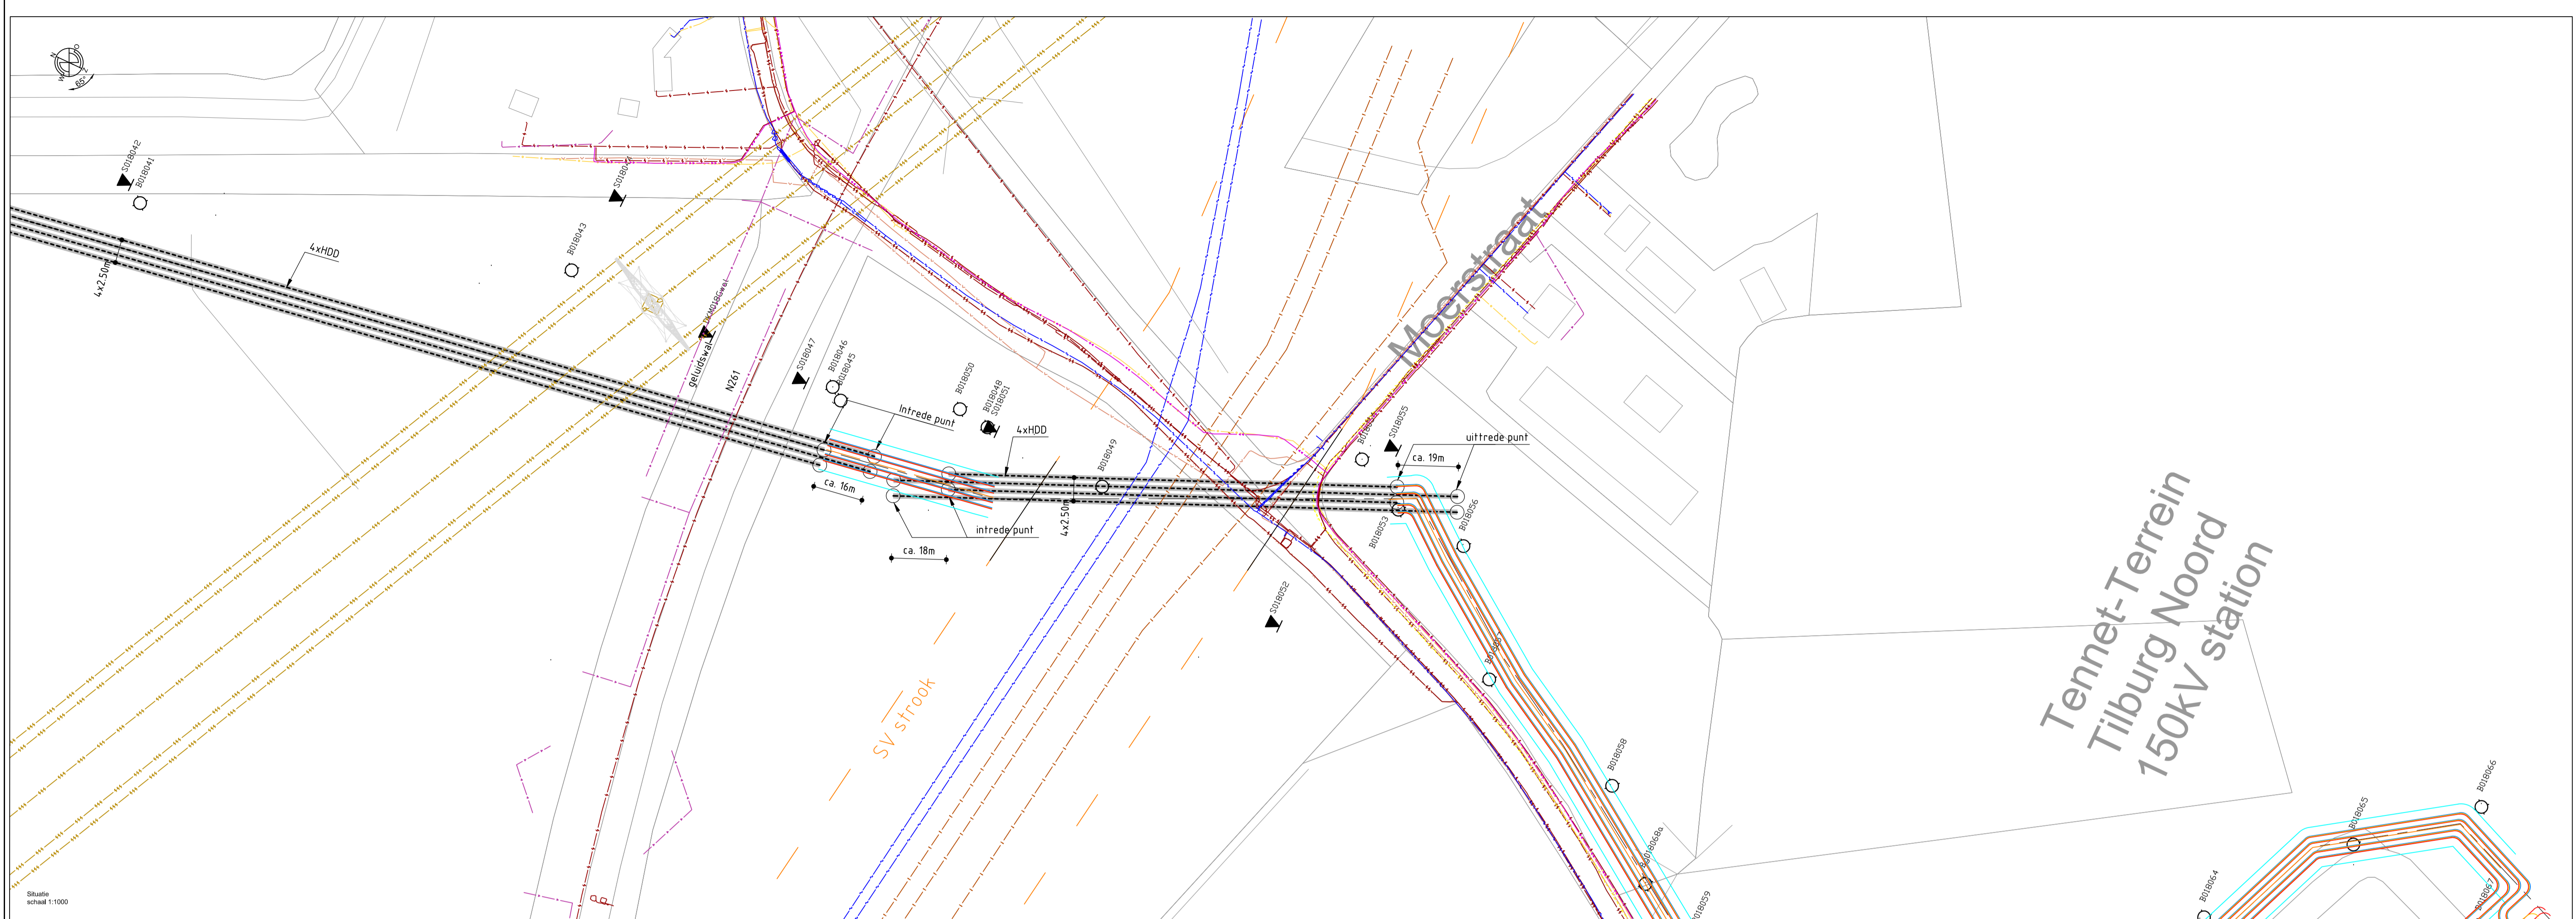 N
O
W
Z
65°
S01B042
B01B041
B01B043
4xHDD
4x2.50m
geluidswal
N261
S01B047
B01B046
B01B045
B01B050
B01B048
S01B051
Intrede punt
4xHDD
B01B049
ca. 16m
4x2.50m
intrede punt
ca. 18m
Moerstraat
S01B055
uittrede punt
ca. 19m
B01B053
B01B056
S01B052
SV strook
B01B058
Tennet-Terrein
Tilburg Noord
150kV station
B01B066
B01B065
B01B064
B01B067
Situatie
schaal 1:1000